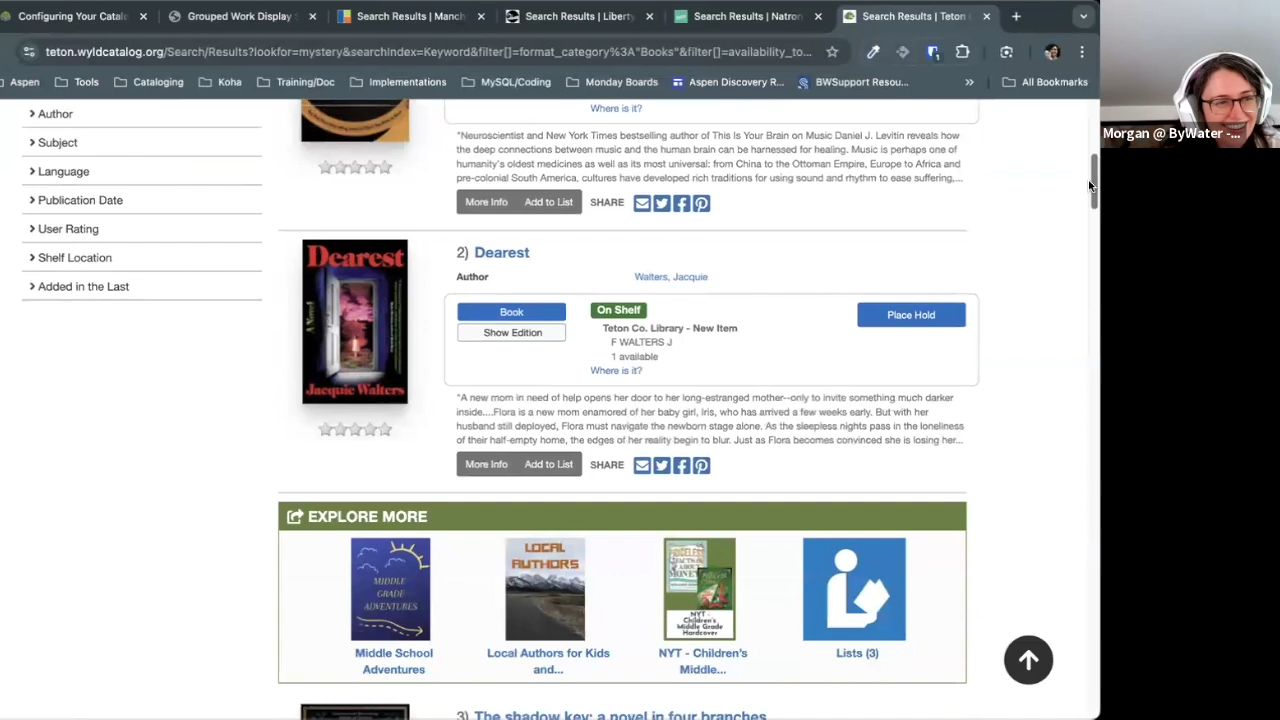 Configuring Your Catal
Grouped Work Display
Search Results | Manch
Search Results | Liberty
Search Results | Natron
Search Results | Teton
teton.wyldcatalog.org/Search/Results?lookfor=mystery&searchIndex=Keyword&filter[]=format_category%3A"Books"&filter[]=availability_to...
Aspen
Tools
Cataloging
Koha
Training/Doc
Implementations
MySQL/Coding
Monday Boards
Aspen Discovery R...
BWSupport Resou...
»
All Bookmarks
Morgan @ ByWater -...
Author
Subject
Language
Publication Date
User Rating
Shelf Location
Added in the Last
Where is it?
"Neuroscientist and New York Times bestselling author of This Is Your Brain on Music Daniel J. Levitin reveals how
the deep connections between music and the human brain can be harnessed for healing. Music is perhaps one of
humanity's oldest medicines as well as its most universal: from China to the Ottoman Empire, Europe to Africa and
pre-colonial South America, cultures have developed rich traditions for using sound and rhythm to ease suffering,...
More Info
Add to List
SHARE
Dearest
A Novel
Jacquie Walters
2) Dearest
Author
Walters, Jacquie
Book
Show Edition
On Shelf
Teton Co. Library - New Item
F WALTERS J
1 available
Where is it?
Place Hold
"A new mom in need of help opens her door to her long-estranged mother--only to invite something much darker
inside....Flora is a new mom enamored of her baby girl, Iris, who has arrived a few weeks early. But with her
husband still deployed, Flora must navigate the newborn stage alone. As the sleepless nights pass in the loneliness
of their half-empty home, the edges of her reality begin to blur. Just as Flora becomes convinced she is losing her...
More Info
Add to List
SHARE
EXPLORE MORE
MIDDLE
GRADE
ADVENTURES
LOCAL
AUTHORS
NYT -
Children's
Middle Grade
Hardcover
Middle School
Adventures
Local Authors for Kids
and...
NYT - Children's
Middle...
Lists (3)
3) The shadow key: a novel in four branches